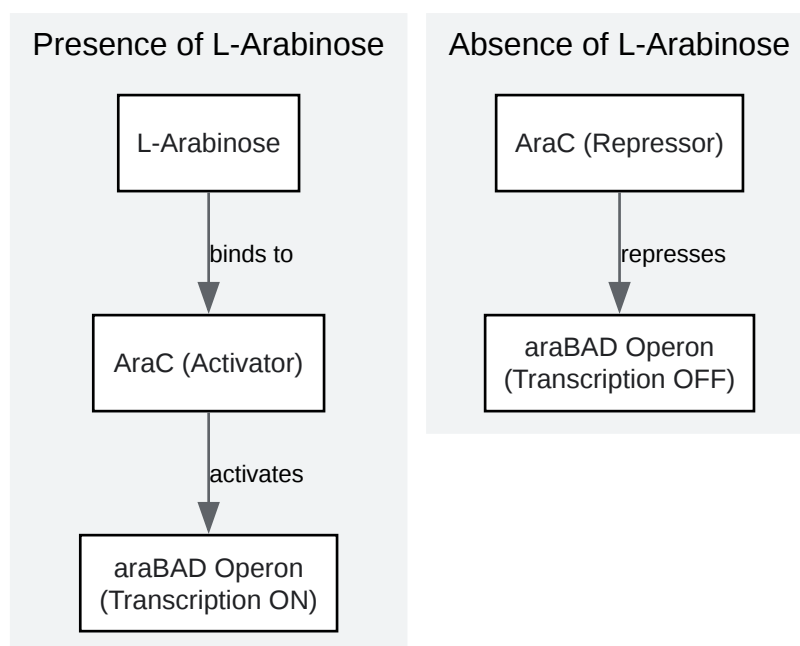 Presence of L-Arabinose
L-Arabinose
binds to
AraC (Activator)
activates
araBAD Operon
(Transcription ON)
Absence of L-Arabinose
AraC (Repressor)
represses
araBAD Operon
(Transcription OFF)